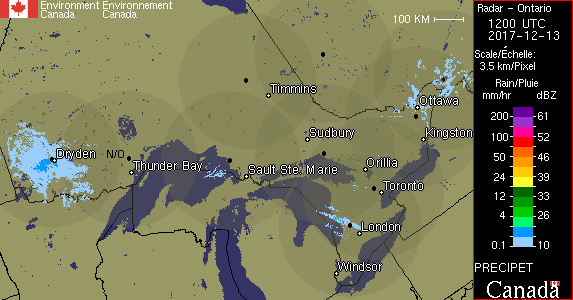 Environment Environnement
Canada Canada
100 KM
Timmins
Ottawa
Sudbury
Kingston
Dryden
N/O
Thunder Bay
Sault Ste. Marie
Orillia
Toronto
London
Windsor
Radar - Ontario
1200 UTC
2017-12-13
Scale/Échelle:
3.5 km/Pixel
Rain/Pluie
mm/hr dBZ
200 61
100 52
50 46
24 39
12 33
4 26
0.1 10
PRECIPET
Canada